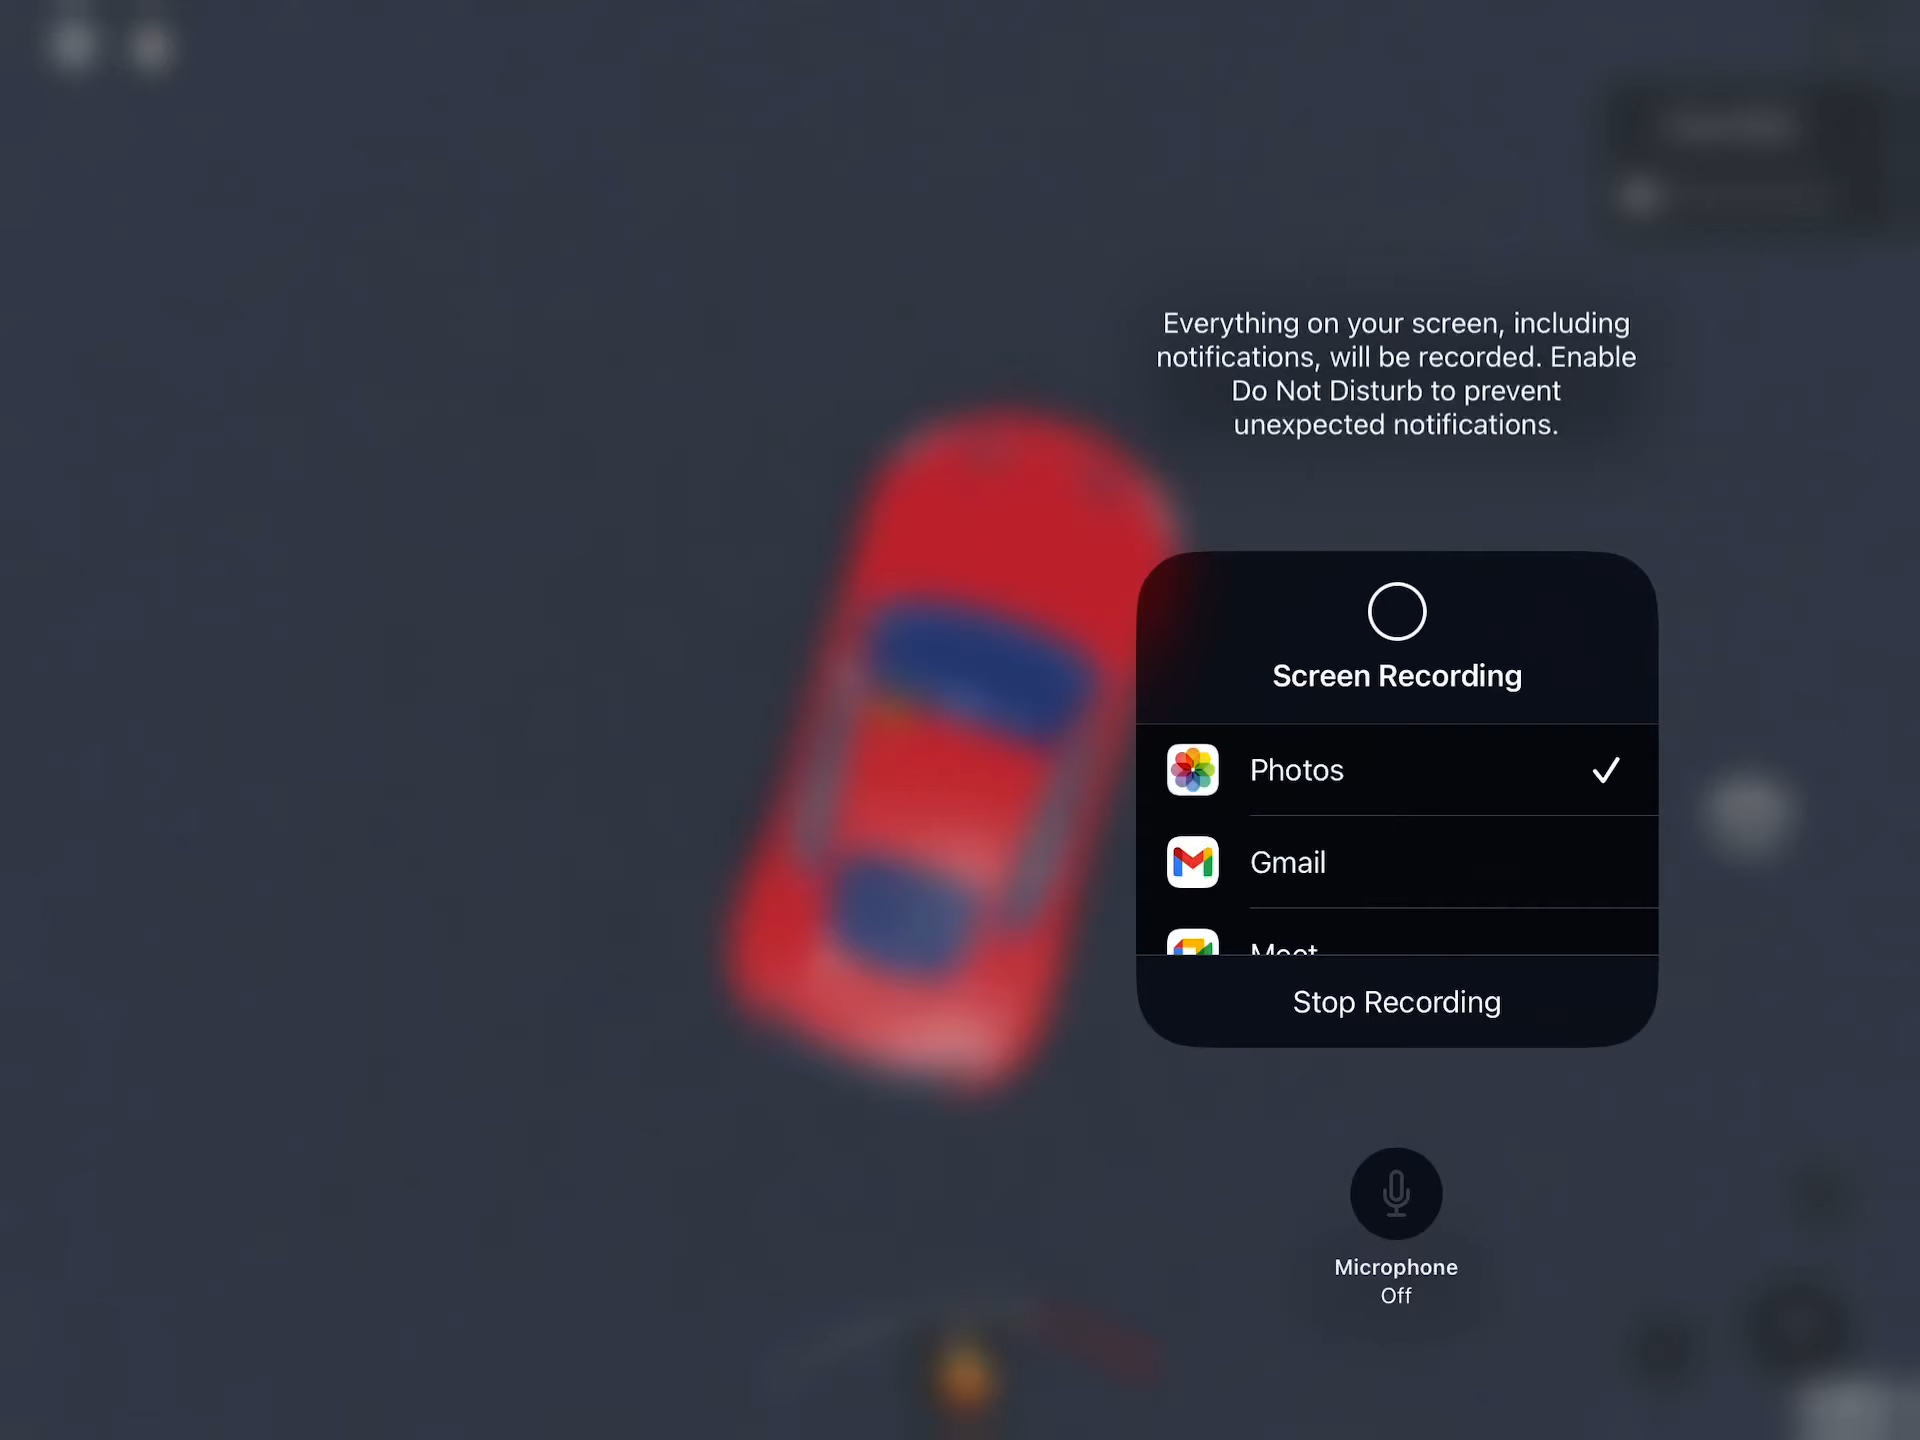 Everything on your screen, including
notifications, will be recorded. Enable
Do Not Disturb to prevent
unexpected notifications.
Screen Recording
Photos
Gmail
Meet
Stop Recording
Microphone
Off